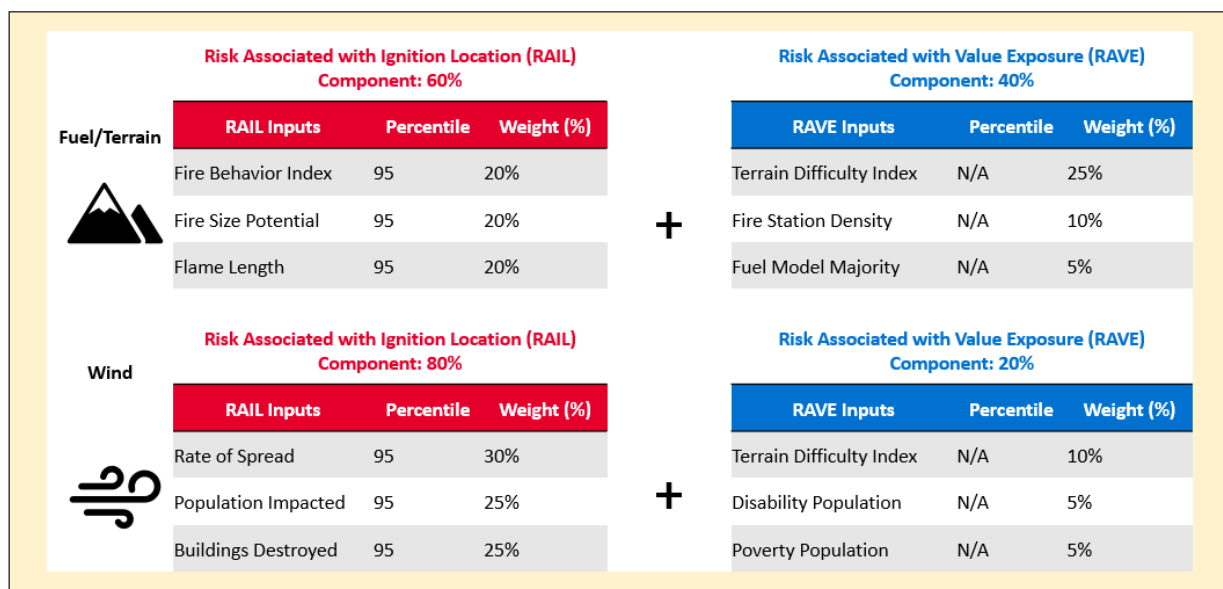 Risk Associated with Ignition Location (RAIL)
Component: 60%
Risk Associated with Value Exposure (RAVE)
Component: 40%
Fuel/Terrain
RAIL Inputs Percentile Weight (%)
RAVE Inputs Percentile Weight (%)
Fire Behavior Index 95 20%
Terrain Difficulty Index N/A 25%
Fire Size Potential 95 20%
+
Fire Station Density N/A 10%
Flame Length 95 20%
Fuel Model Majority N/A 5%
Risk Associated with Ignition Location (RAIL)
Component: 80%
Risk Associated with Value Exposure (RAVE)
Component: 20%
Wind
RAIL Inputs Percentile Weight (%)
RAVE Inputs Percentile Weight (%)
Rate of Spread 95 30%
Terrain Difficulty Index N/A 10%
Population Impacted 95 25%
+
Disability Population N/A 5%
Buildings Destroyed 95 25%
Poverty Population N/A 5%